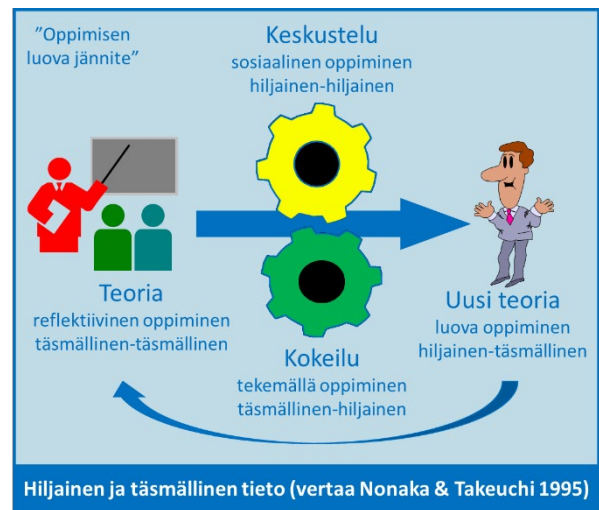 ”Oppimisen
luova jännite”
Keskustelu
sosiaalinen oppiminen
hiljainen-hiljainen
Teoria
reflektiivinen oppiminen
täsmällinen-täsmällinen
Kokeilu
tekemällä oppiminen
täsmällinen-hiljainen
Uusi teoria
luova oppiminen
hiljainen-täsmällinen
Hiljainen ja täsmällinen tieto (vertaa Nonaka & Takeuchi 1995)